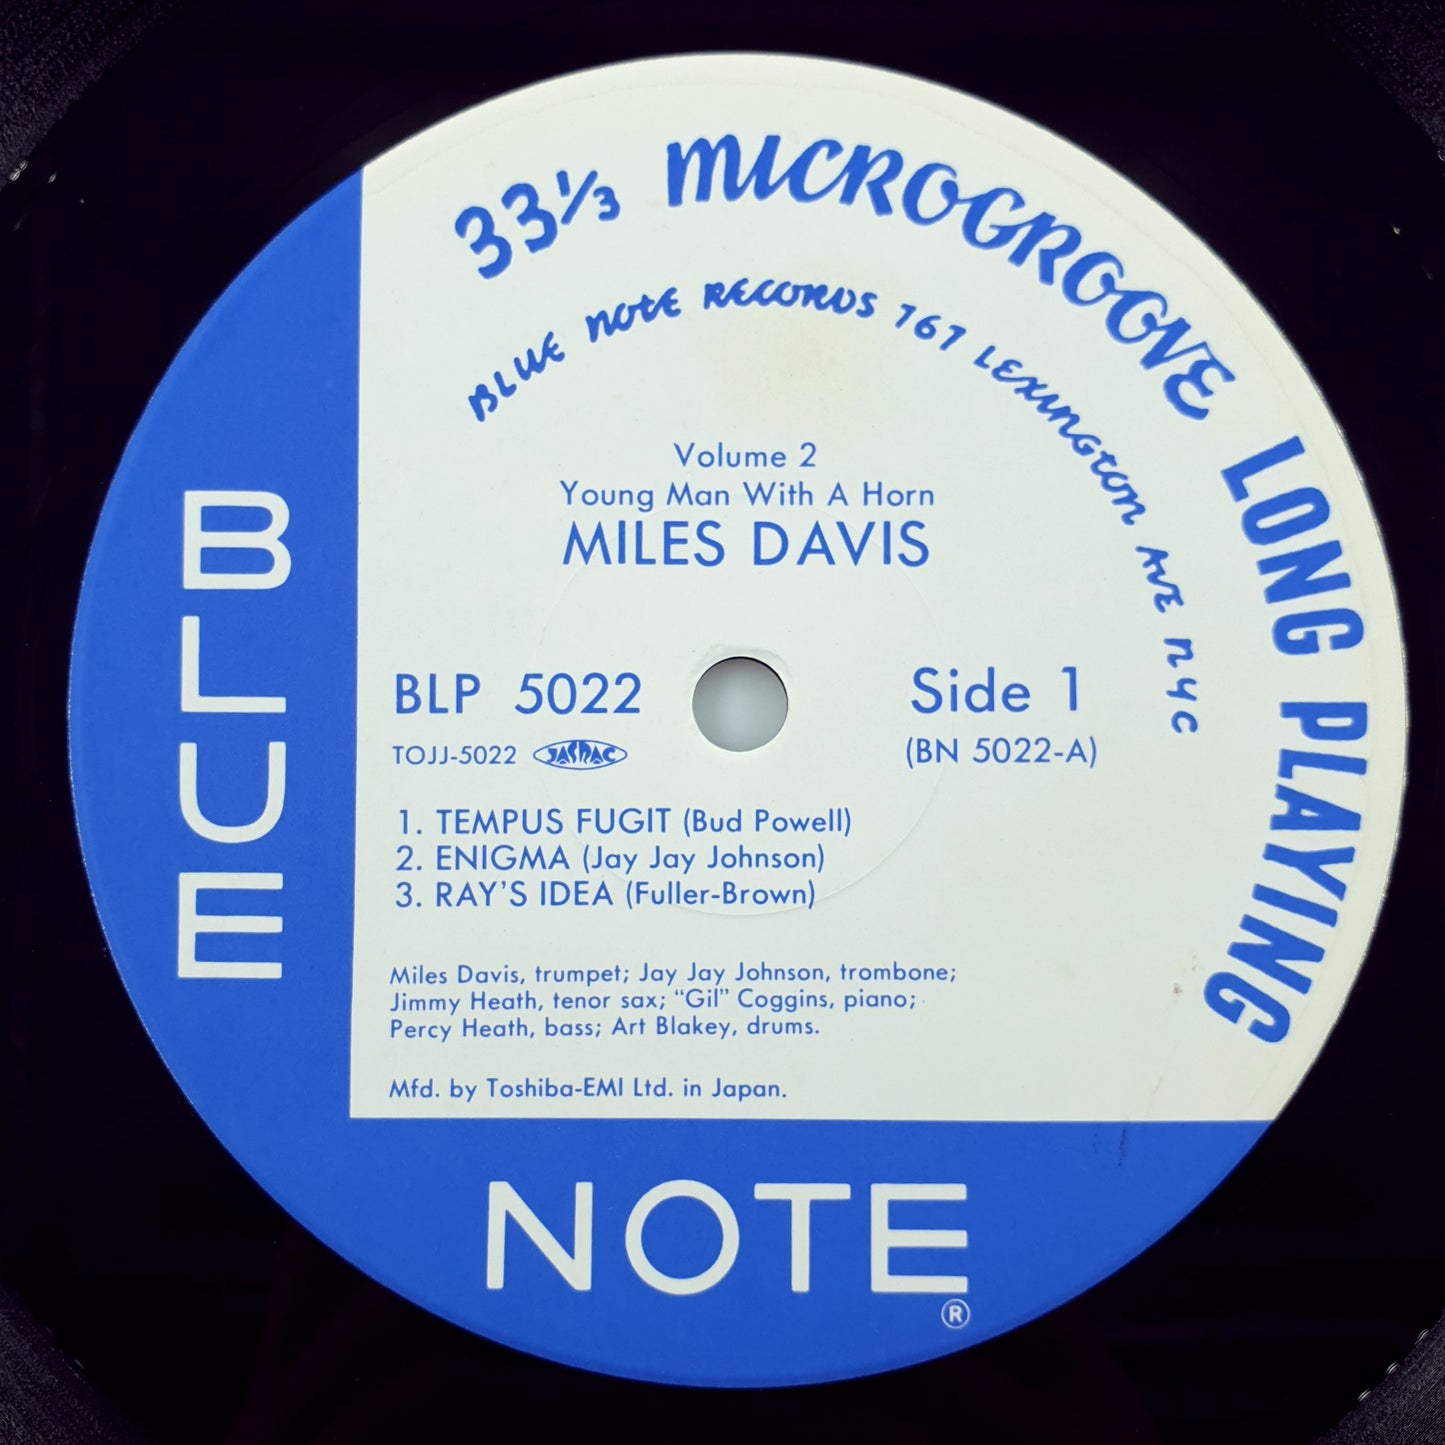 33⅓ MICROGROOVE LONG PLAYING
BLUE NOTE RECORDS 767 LEXINGTON AVE NYC
Volume 2
Young Man With A Horn
MILES DAVIS
BLP 5022
Side 1
TOJJ-5022 JASRAC
(BN 5022-A)
1. TEMPUS FUGIT (Bud Powell)
2. ENIGMA (Jay Jay Johnson)
3. RAY'S IDEA (Fuller-Brown)
Miles Davis, trumpet; Jay Jay Johnson, trombone;
Jimmy Heath, tenor sax; "Gil" Coggins, piano;
Percy Heath, bass; Art Blakey, drums.
Mfd. by Toshiba-EMI Ltd. in Japan.
BLUE
NOTE
®